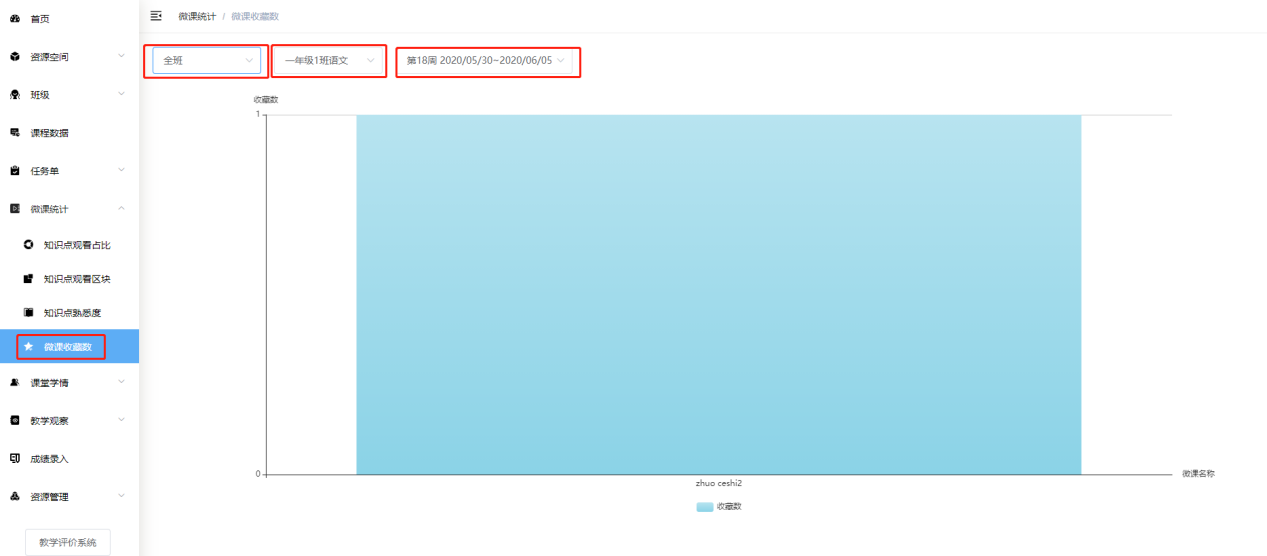 首页
资源空间
班级
课程数据
任务单
微课统计
知识点观看占比
知识点观看区块
知识点熟悉度
微课收藏数
课堂学情
教学观察
成绩录入
资源管理
教学评价系统
微课统计 / 微课收藏数
全班 一年级1班语文 第18周 2020/05/30~2020/06/05
收藏数
1
0
zhuo ceshi2
微课名称
收藏数